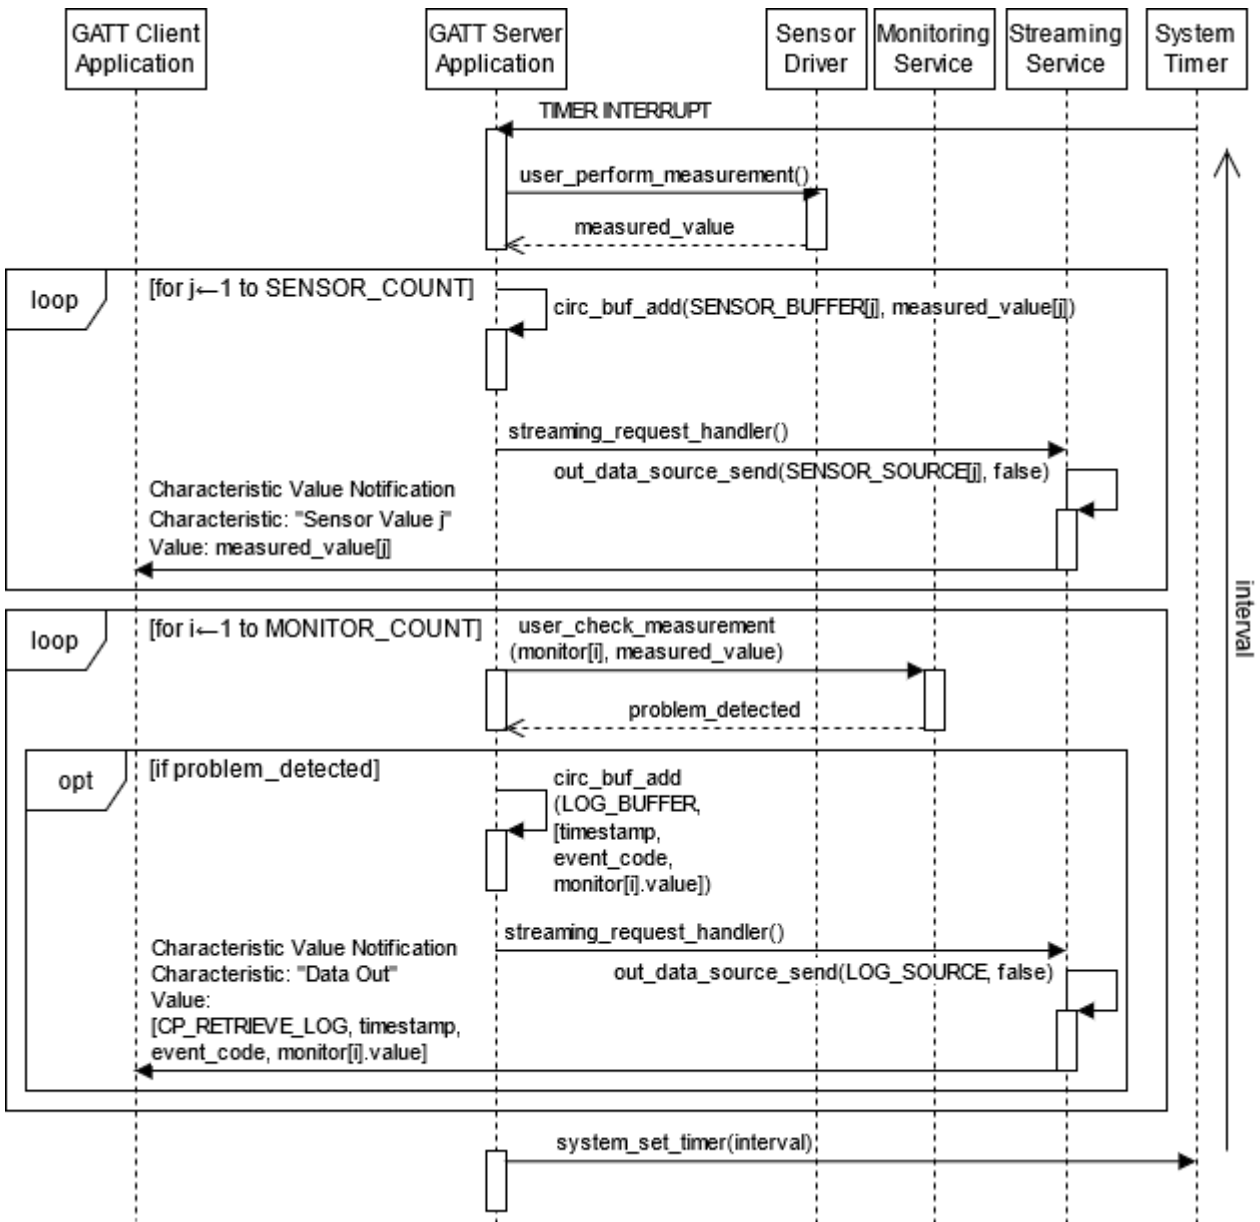 GATT Client
Application
GATT Server
Application
Sensor
Driver
Monitoring
Service
Streaming
Service
System
Timer
TIMER INTERRUPT
user_perform_measurement()
measured_value
loop
[for j←1 to SENSOR_COUNT]
circ_buf_add(SENSOR_BUFFER[j], measured_value[j])
streaming_request_handler()
out_data_source_send(SENSOR_SOURCE[j], false)
Characteristic Value Notification
Characteristic: "Sensor Value j"
Value: measured_value[j]
interval
loop
[for i←1 to MONITOR_COUNT]
user_check_measurement
(monitor[i], measured_value)
problem_detected
opt
[if problem_detected]
circ_buf_add
(LOG_BUFFER,
[timestamp,
event_code,
monitor[i].value])
streaming_request_handler()
out_data_source_send(LOG_SOURCE, false)
Characteristic Value Notification
Characteristic: "Data Out"
Value:
[CP_RETRIEVE_LOG, timestamp,
event_code, monitor[i].value]
system_set_timer(interval)